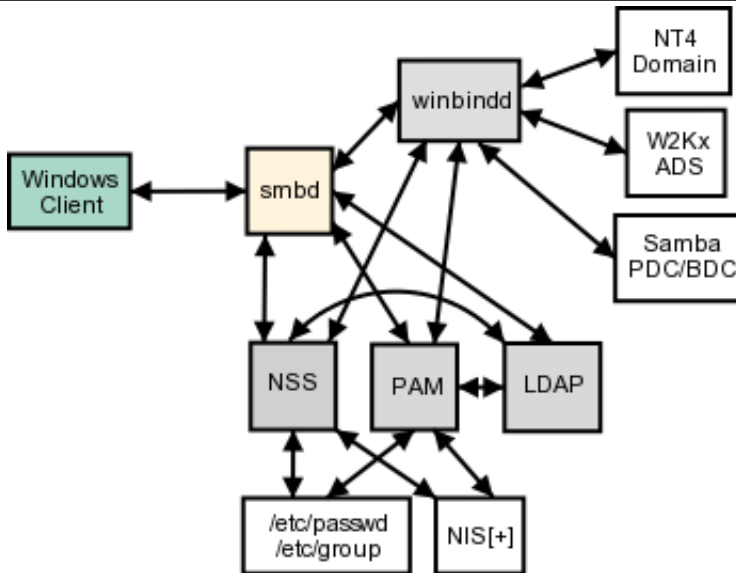 NT4
Domain
winbindd
W2Kx
ADS
Windows
Client
smbd
Samba
PDC/BDC
NSS
PAM
LDAP
/etc/passwd
/etc/group
NIS[+]